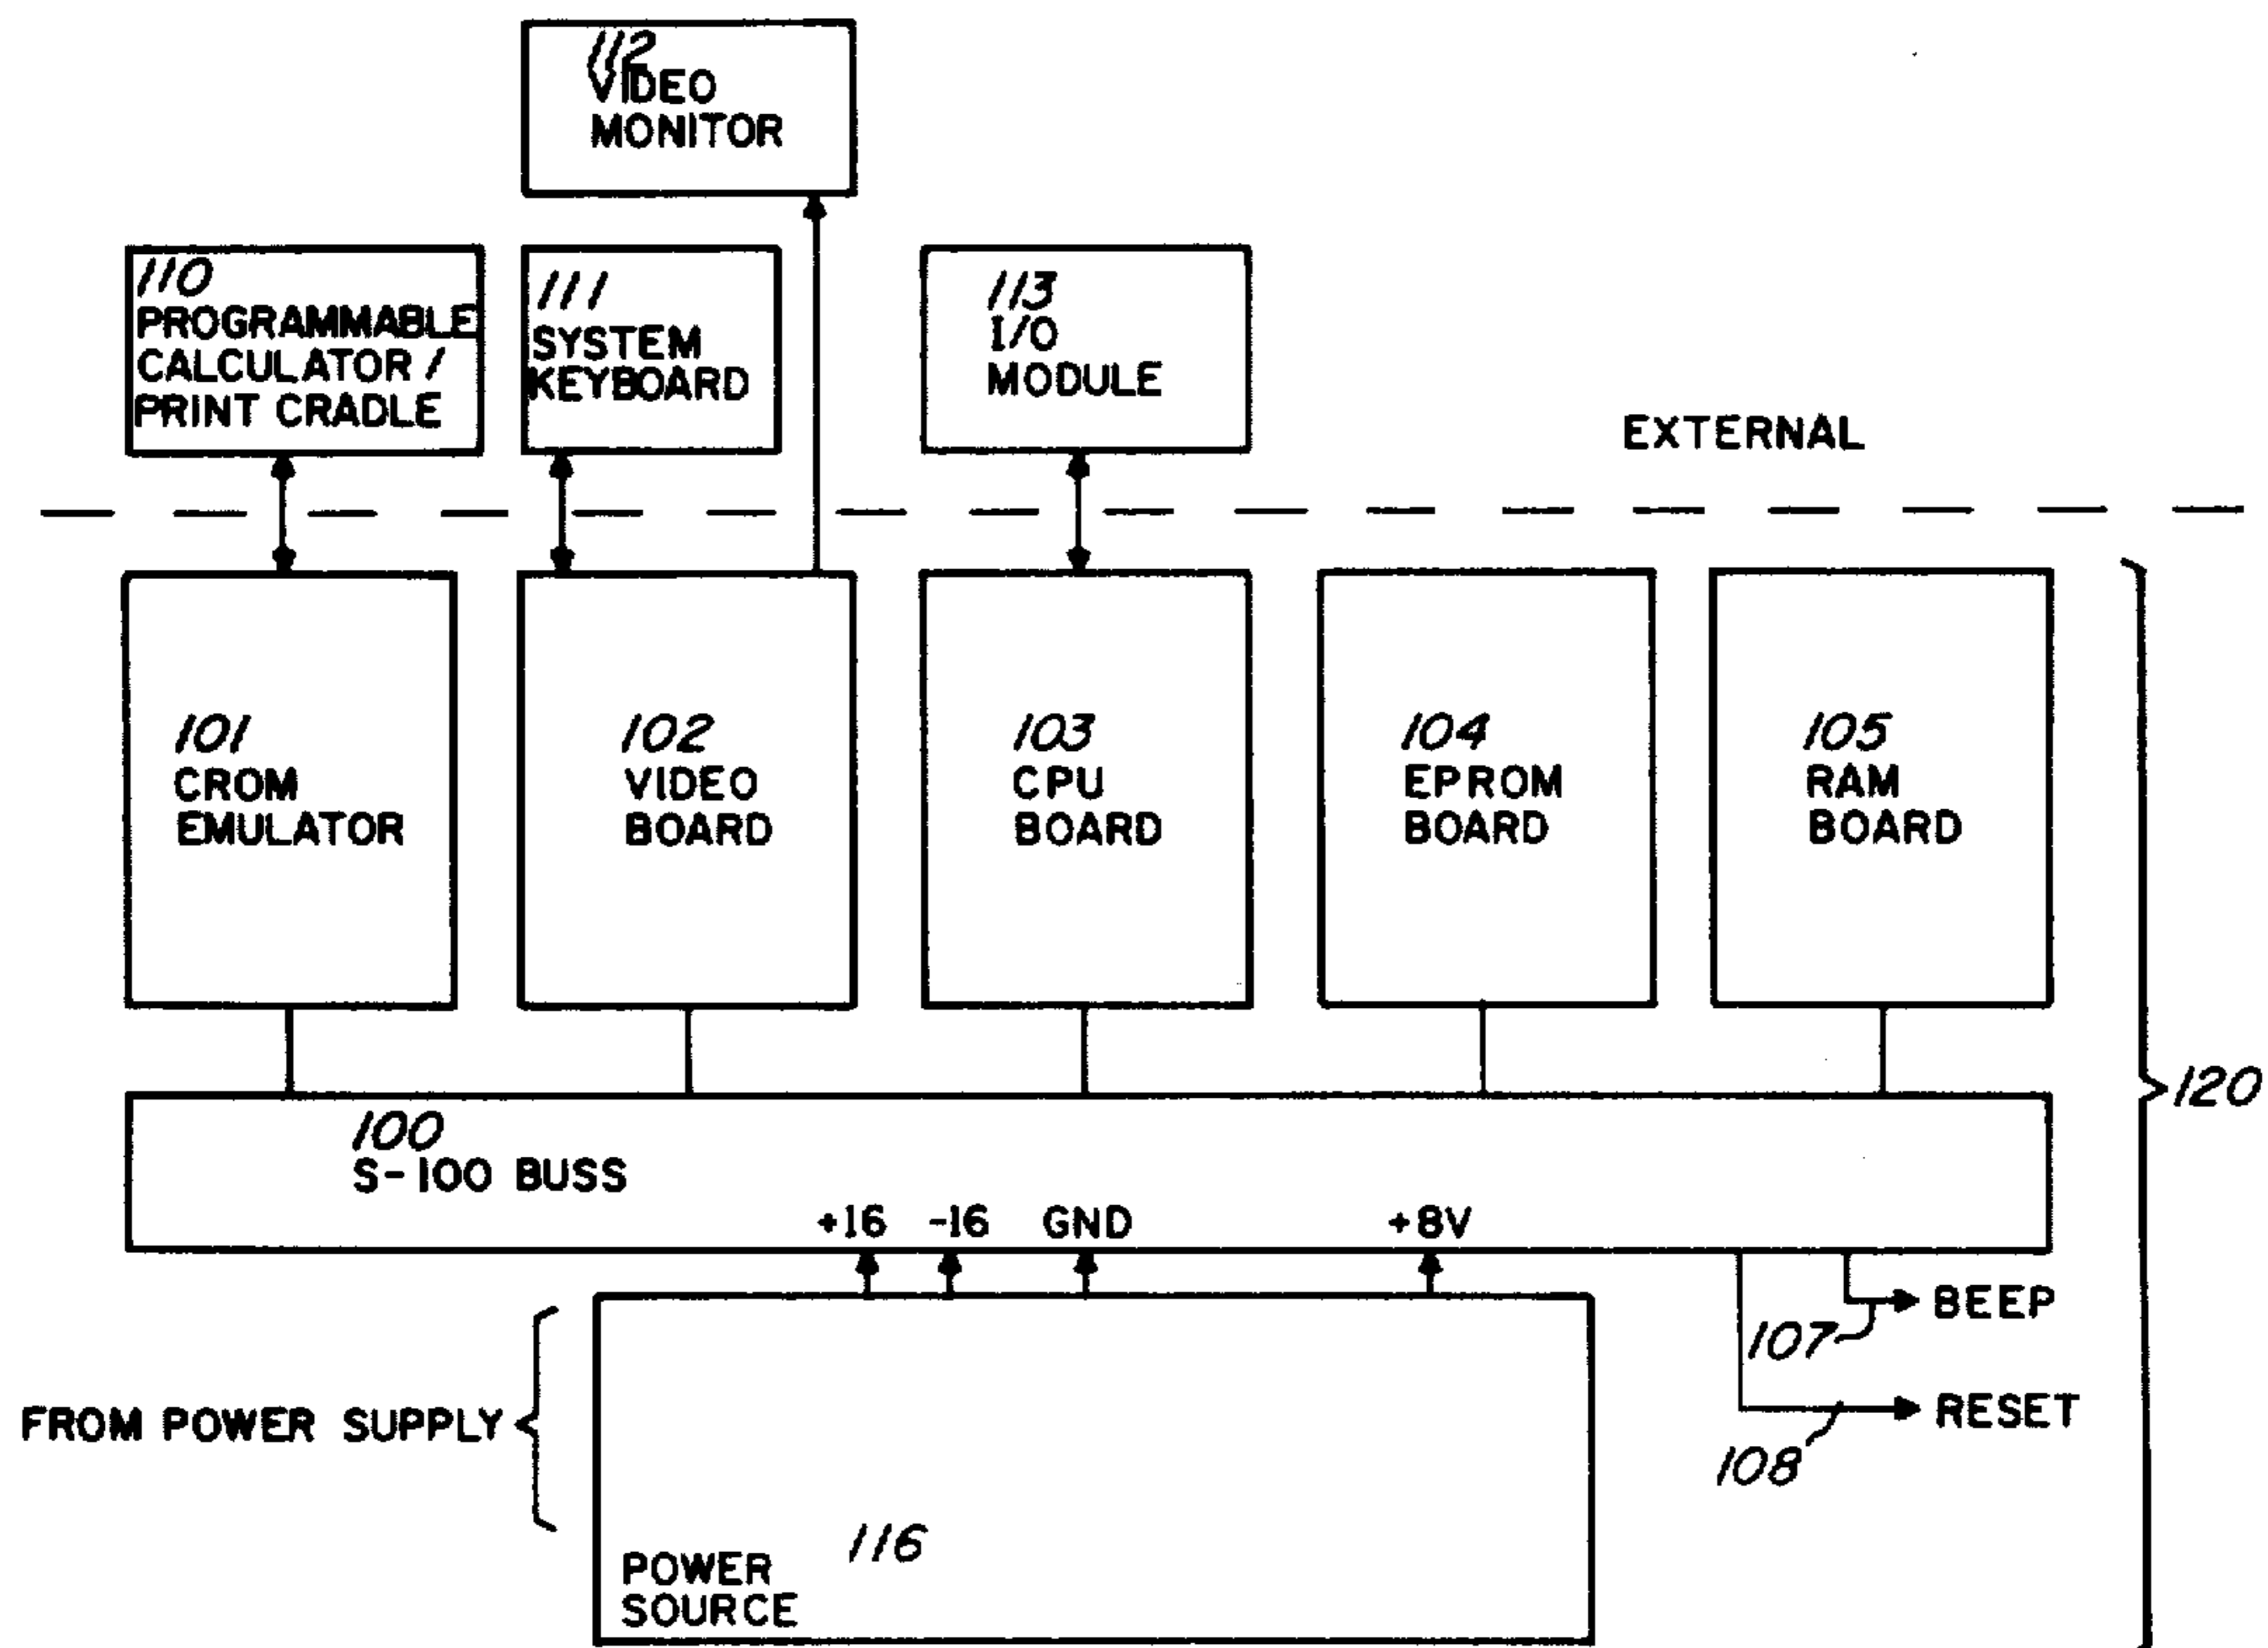 112
VIDEO
MONITOR
110
PROGRAMMABLE
CALCULATOR /
PRINT CRADLE
111
SYSTEM
KEYBOARD
113
I/O
MODULE
EXTERNAL
101
CROM
EMULATOR
102
VIDEO
BOARD
103
CPU
BOARD
104
EPROM
BOARD
105
RAM
BOARD
120
100
S-100 BUSS
+16 -16 GND +8V
BEEP
107
RESET
108
FROM POWER SUPPLY
116
POWER
SOURCE